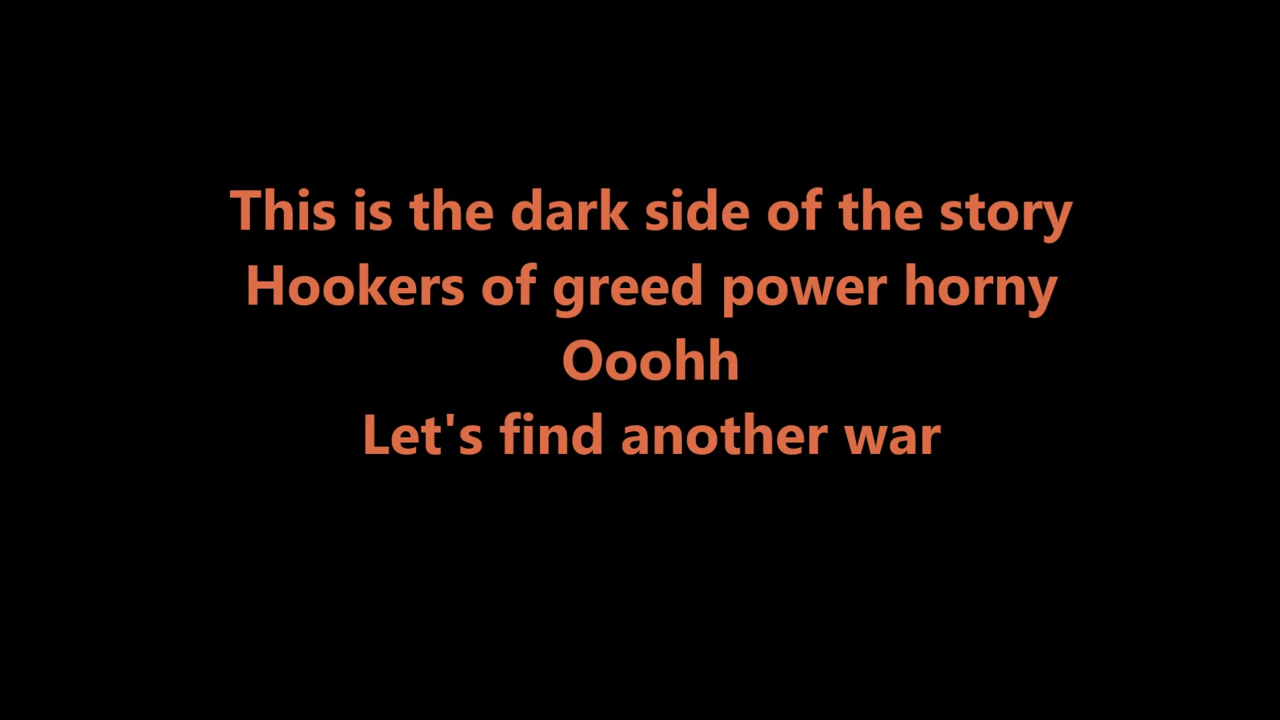 This is the dark side of the story
Hookers of greed power horny
Ooohh
Let's find another war